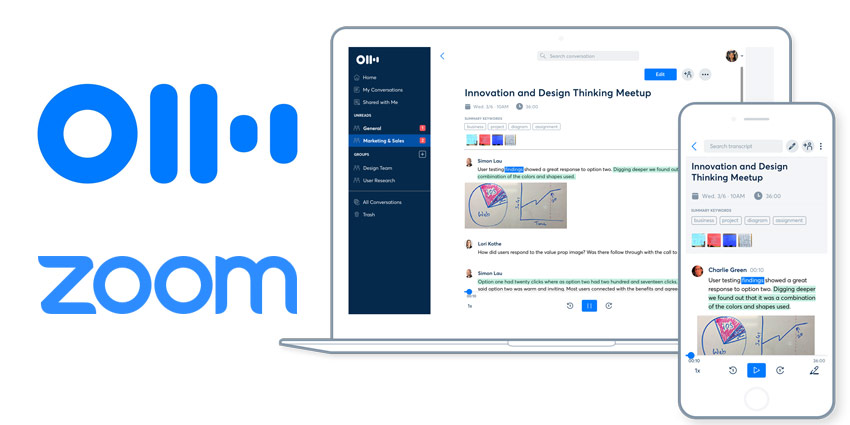 zoom
Home
My Conversations
Shared with Me
UNREADS
General
Marketing & Sales
GROUPS
Design Team
User Research
All Conversations
Trash
Search conversation
Edit
Innovation and Design Thinking Meetup
Wed: 3/6 · 10AM 36:00
SUMMARY KEYWORDS
business project diagram assignment
Simon Lau
User testing findings showed a great response to option two. Digging deeper we found out
combination of the colors and shapes used.
Web
Time
Lori Kothe
How did users respond to the value prop image? Was there follow through with the call to
Simon Lau
Option one had twenty clicks where as option two had two hundred and seventeen clicks.
said option two was warm and inviting. Most users connected with the benefits and
00:10
1x
Search transcript
Innovation and Design
Thinking Meetup
Wed: 3/6 · 10AM 36:00
SUMMARY KEYWORDS
business project diagram assignment
Charlie Green 00:10
User testing findings showed a great
response to option two. Digging deeper
we found out that it was a combination
of the colors and shapes used.
Web
00:10 36:00
1x